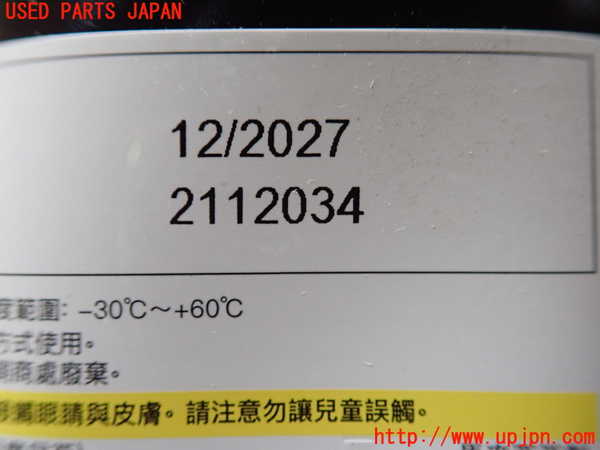 USED PARTS JAPAN
12/2027
2112034
度範圍: -30℃～+60℃
方式使用。
處廢棄。
眼睛與皮膚。請注意勿讓兒童誤觸。
http://www.upjpn.com/